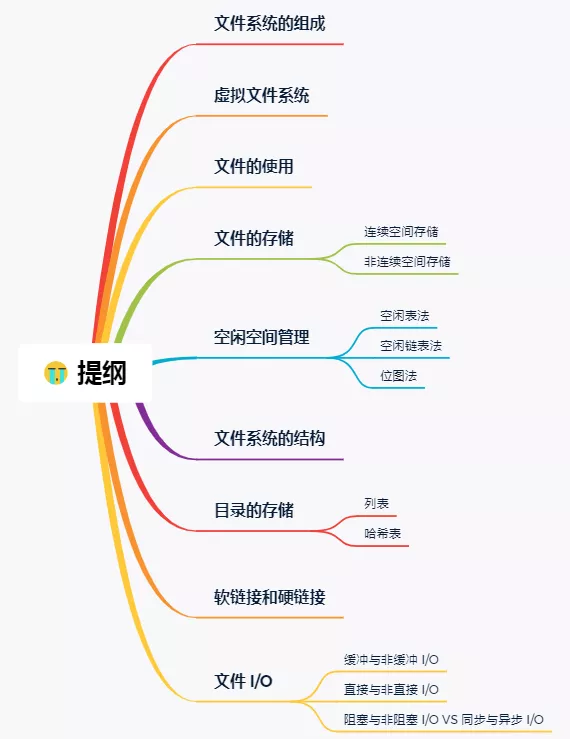 提纲
文件系统的组成
虚拟文件系统
文件的使用
文件的存储
连续空间存储
非连续空间存储
空闲空间管理
空闲表法
空闲链表法
位图法
文件系统的结构
目录的存储
列表
哈希表
软链接和硬链接
文件 I/O
缓冲与非缓冲 I/O
直接与非直接 I/O
阻塞与非阻塞 I/O VS 同步与异步 I/O